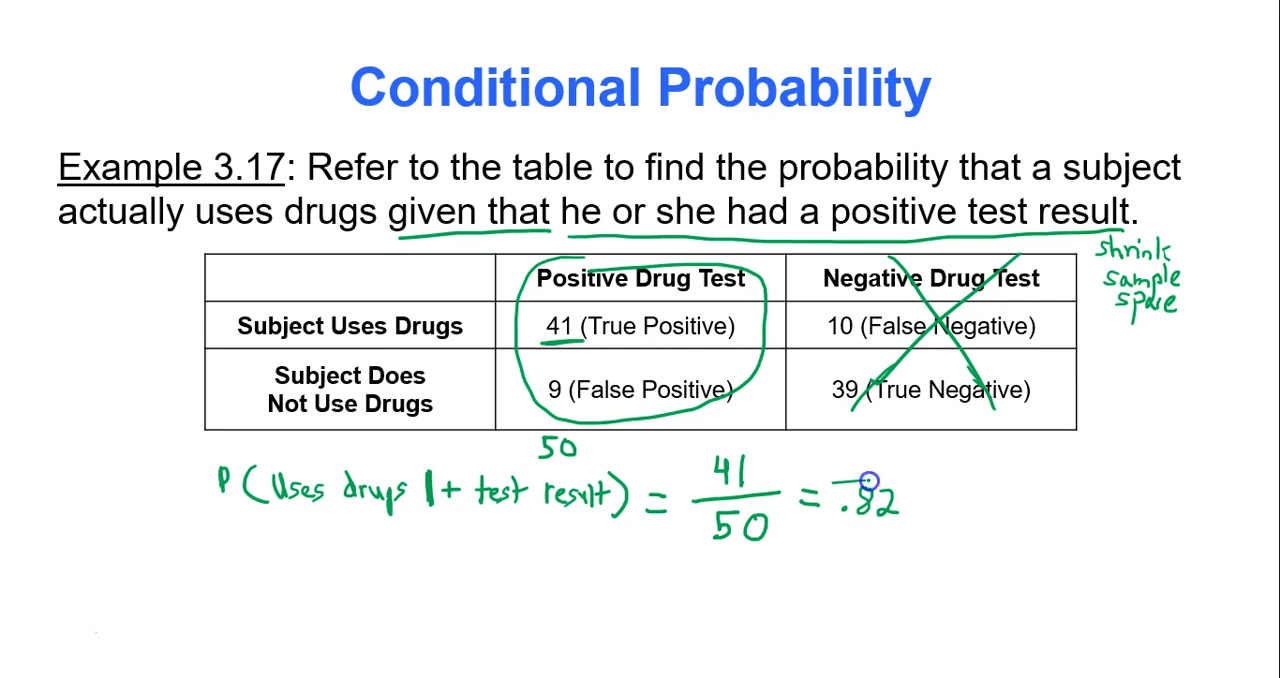 Conditional Probability
Example 3.17: Refer to the table to find the probability that a subject
actually uses drugs given that he or she had a positive test result.
shrink
sample
space
Positive Drug Test Negative Drug Test
Subject Uses Drugs 41 (True Positive) 10 (False Negative)
Subject Does
Not Use Drugs 9 (False Positive) 39 (True Negative)
50
P (Uses drugs | + test result) = 41/50 = .82